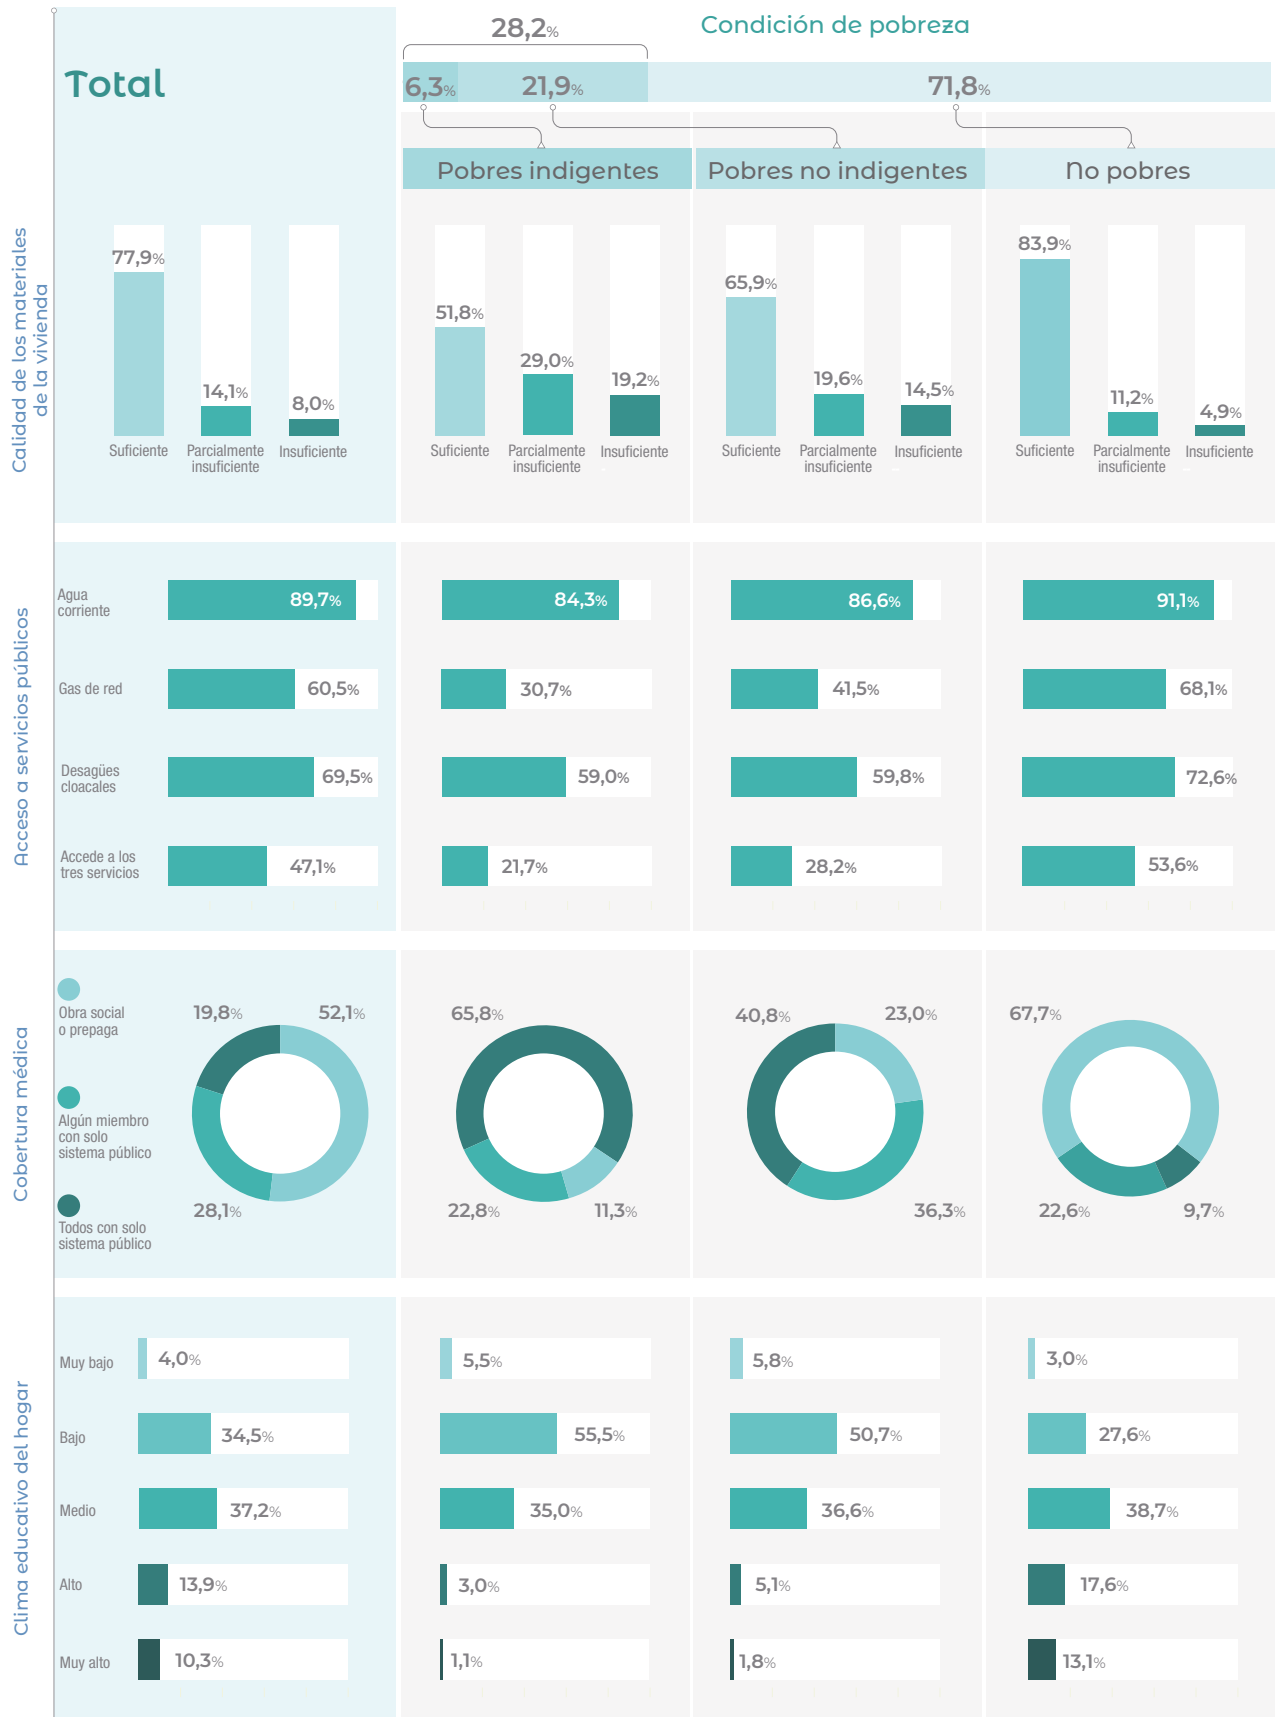 28,2%
Condición de pobreza
Total
6,3%
21,9%
71,8%
Pobres indigentes
Pobres no indigentes
No pobres
Calidad de los materiales
de la vivienda
77,9%
14,1%
8,0%
Suficiente
Parcialmente
insuficiente
Insuficiente
51,8%
29,0%
19,2%
Suficiente
Parcialmente
insuficiente
Insuficiente
65,9%
19,6%
14,5%
Suficiente
Parcialmente
insuficiente
Insuficiente
83,9%
11,2%
4,9%
Suficiente
Parcialmente
insuficiente
Insuficiente
Acceso a servicios públicos
Agua
corriente
89,7%
84,3%
86,6%
91,1%
Gas de red
60,5%
30,7%
41,5%
68,1%
Desagües
cloacales
69,5%
59,0%
59,8%
72,6%
Accede a los
tres servicios
47,1%
21,7%
28,2%
53,6%
Cobertura médica
Obra social
o prepaga
Algún miembro
con solo
sistema público
Todos con solo
sistema público
19,8%
52,1%
28,1%
65,8%
22,8%
11,3%
40,8%
23,0%
36,3%
67,7%
22,6%
9,7%
Clima educativo del hogar
Muy bajo
4,0%
5,5%
5,8%
3,0%
Bajo
34,5%
55,5%
50,7%
27,6%
Medio
37,2%
35,0%
36,6%
38,7%
Alto
13,9%
3,0%
5,1%
17,6%
Muy alto
10,3%
1,1%
1,8%
13,1%